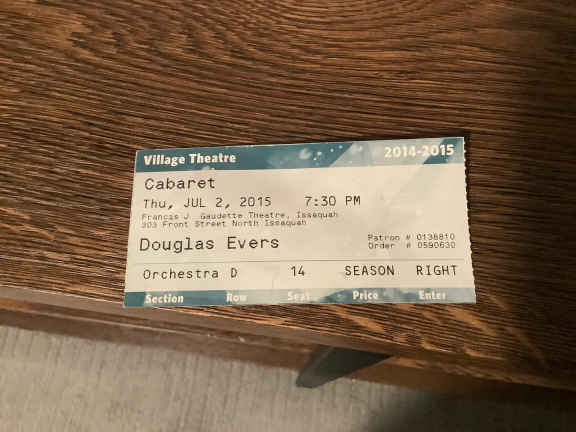 Village Theatre 2014-2015
Cabaret
Thu, JUL 2, 2015 7:30 PM
Francis J Gaudette Theatre, Issaquah
303 Front Street North Issaquah
Douglas Evers
Patron # 0138810
Order # 0590630
Orchestra D 14 SEASON RIGHT
Section Row Seat Price Enter